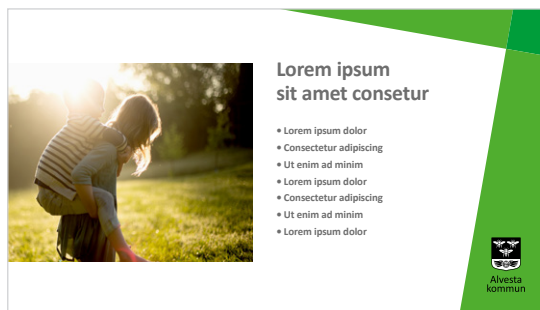 Lorem ipsum
sit amet consetur
• Lorem ipsum dolor
• Consectetur adipiscing
• Ut enim ad minim
• Lorem ipsum dolor
• Consectetur adipiscing
• Ut enim ad minim
• Lorem ipsum dolor
Alvesta
kommun